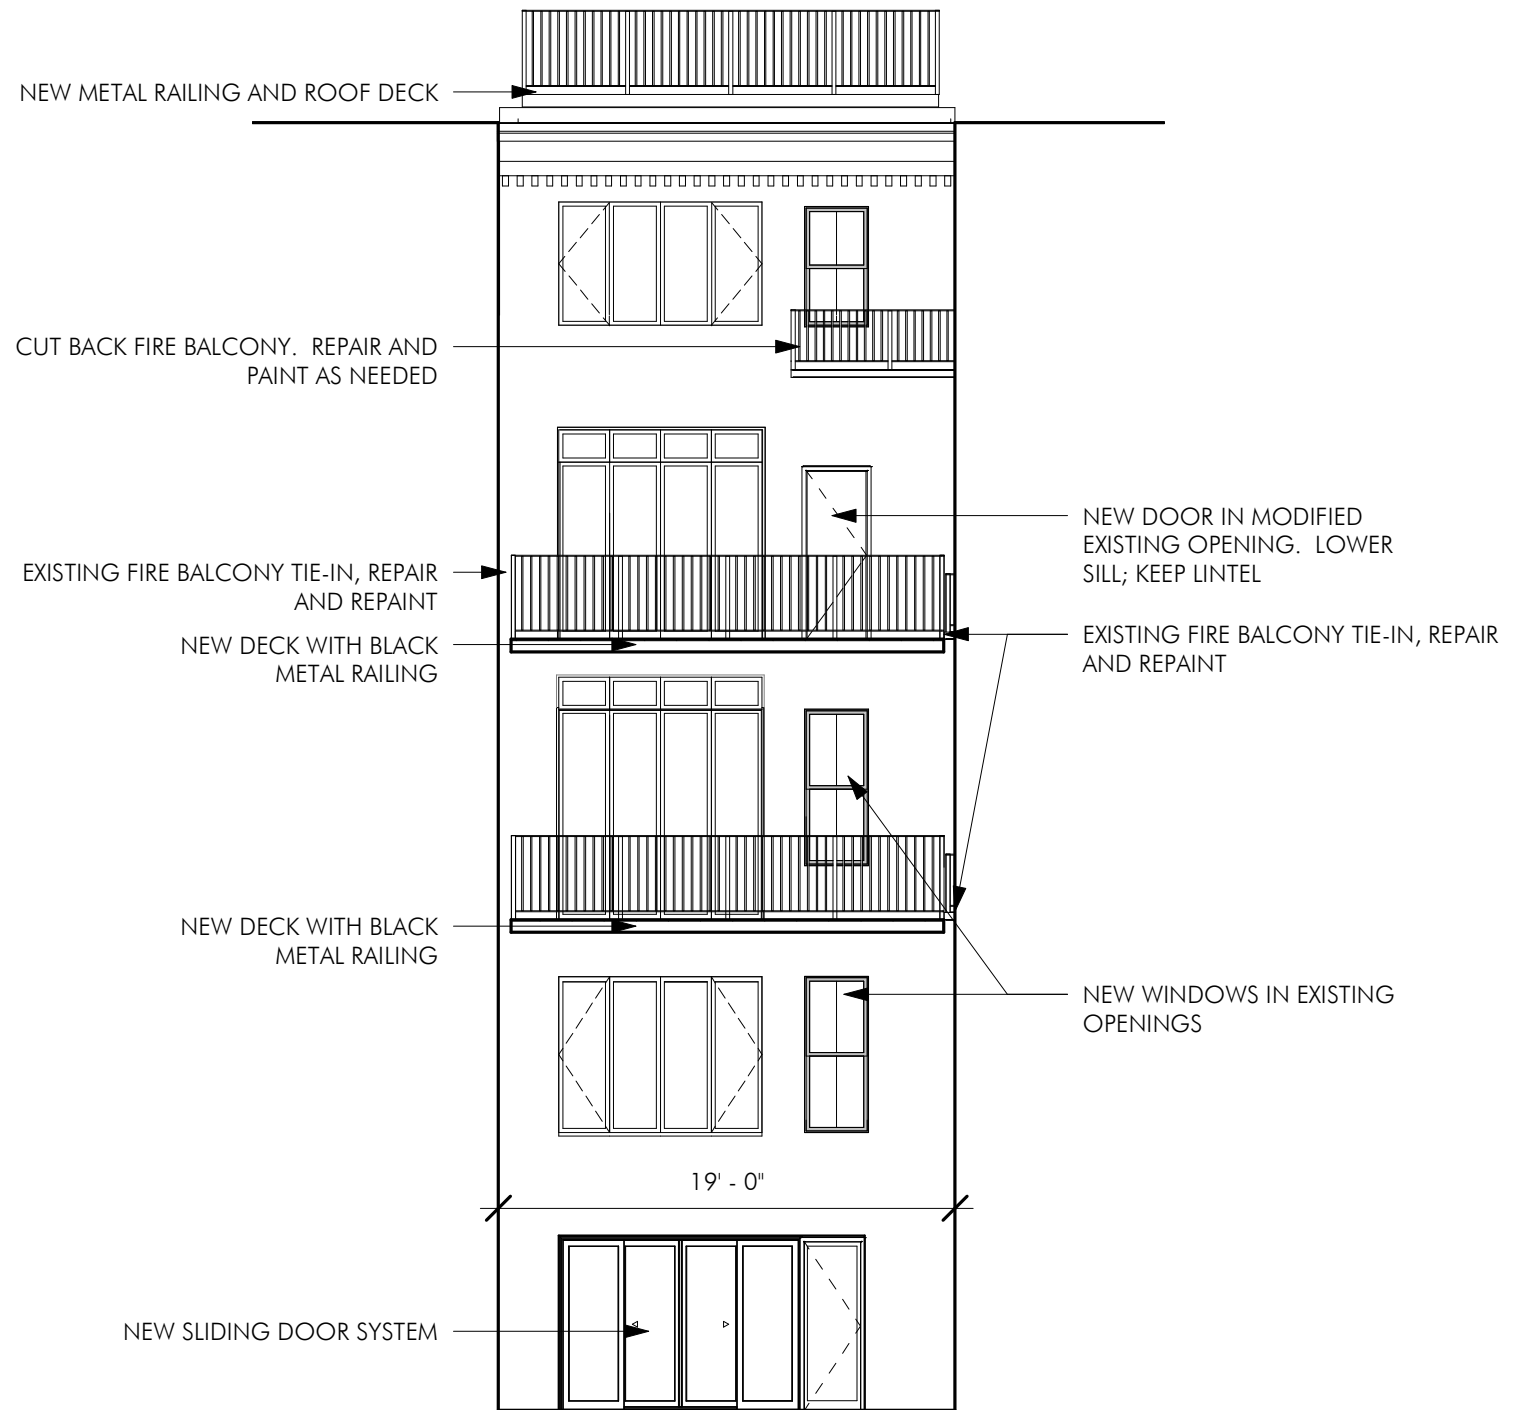 NEW METAL RAILING AND ROOF DECK
CUT BACK FIRE BALCONY.  REPAIR AND
PAINT AS NEEDED
NEW DOOR IN MODIFIED
EXISTING OPENING.  LOWER
SILL; KEEP LINTEL
EXISTING FIRE BALCONY TIE-IN, REPAIR
AND REPAINT
NEW DECK WITH BLACK
METAL RAILING
EXISTING FIRE BALCONY TIE-IN, REPAIR
AND REPAINT
NEW DECK WITH BLACK
METAL RAILING
NEW WINDOWS IN EXISTING
OPENINGS
19' - 0"
NEW SLIDING DOOR SYSTEM